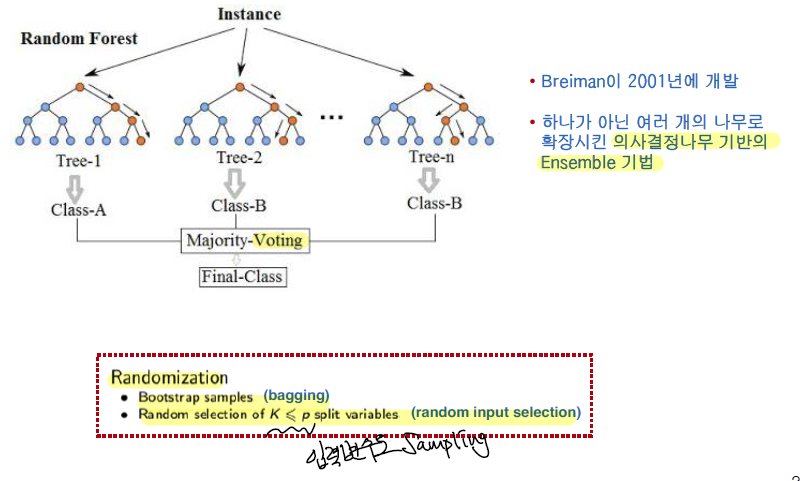 Instance
Random Forest
...
Tree-1 Tree-2 Tree-n
Class-A Class-B Class-B
Majority-Voting
Final-Class
• Breiman이 2001년에 개발
• 하나가 아닌 여러 개의 나무로
확장시킨 의사결정나무 기반의
Ensemble 기법
Randomization
• Bootstrap samples (bagging)
• Random selection of K ⩽ p split variables (random input selection)
입력변수도 Sampling